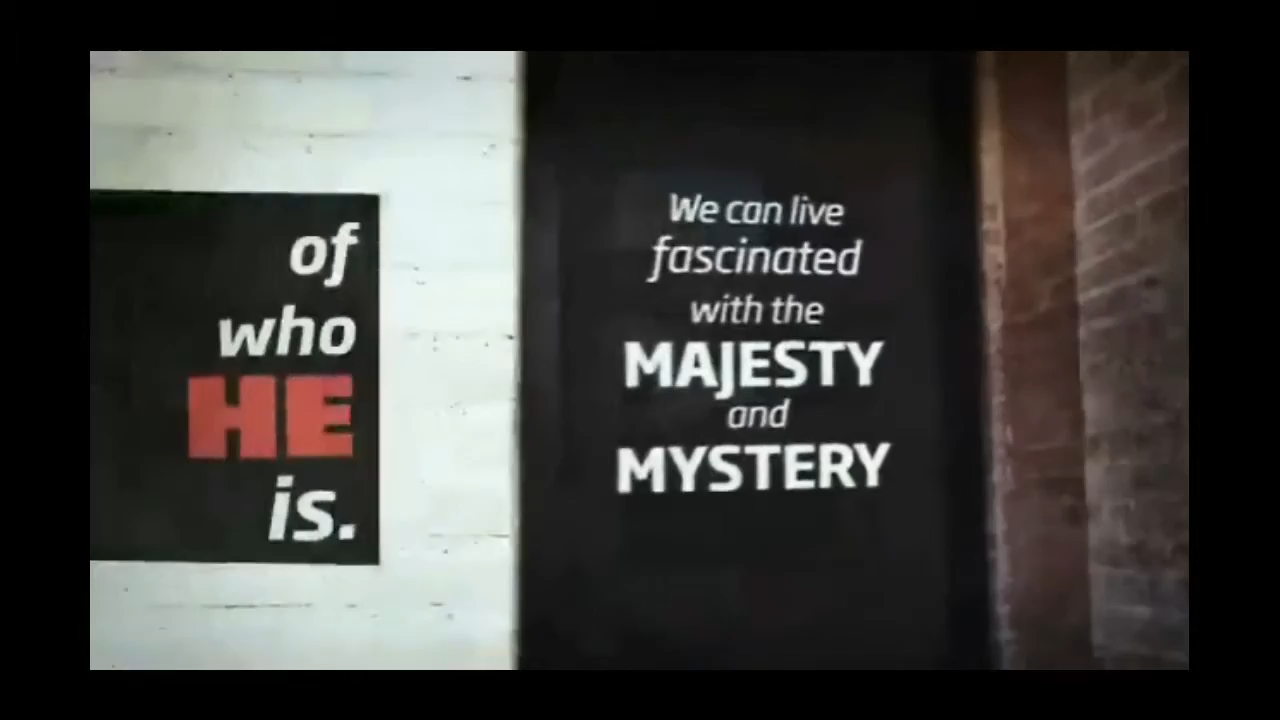 of
who
HE
is.
We can live
fascinated
with the
MAJESTY
and
MYSTERY